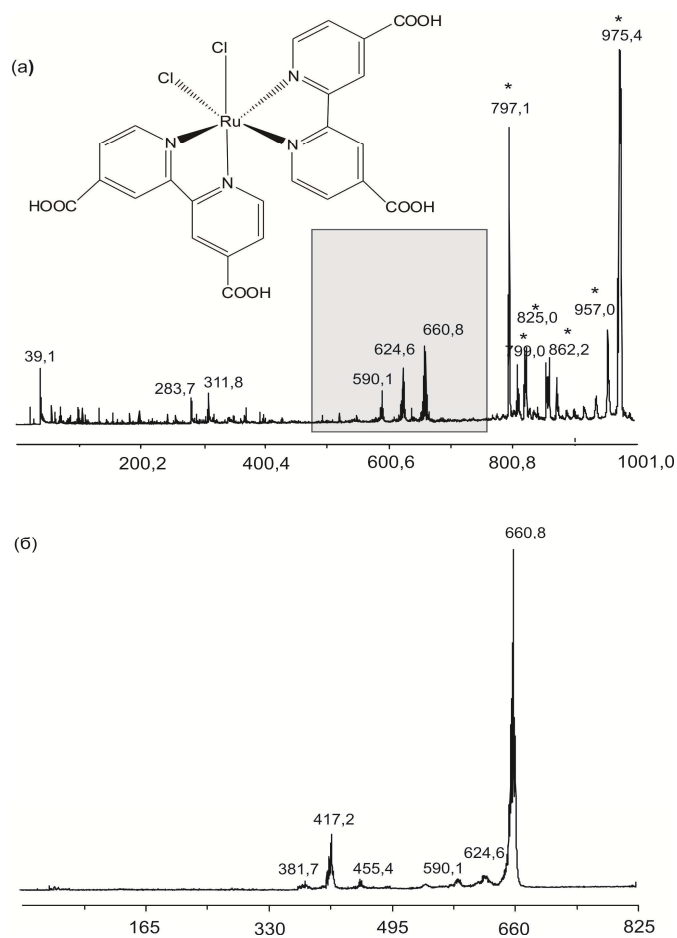 (а)
COOH
Cl
Cl
N
Ru
N
N
N
HOOC
COOH
COOH
*
975,4
*
797,1
*
957,0
*
825,0
*
799,0
*
862,2
660,8
624,6
590,1
39,1
283,7
311,8
200,2 400,4 600,6 800,8 1001,0
(б)
660,8
417,2
381,7
455,4
590,1
624,6
165 330 495 660 825